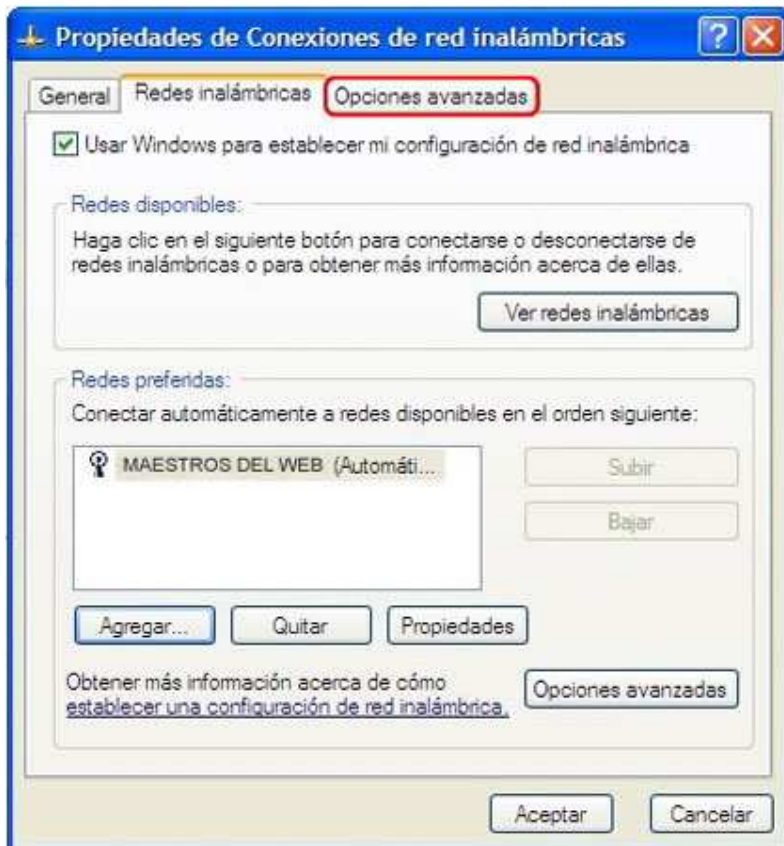 Propiedades de Conexiones de red inalámbricas
General Redes inalámbricas Opciones avanzadas
Usar Windows para establecer mi configuración de red inalámbrica
Redes disponibles:
Haga clic en el siguiente botón para conectarse o desconectarse de
redes inalámbricas o para obtener más información acerca de ellas.
Ver redes inalámbricas
Redes preferidas:
Conectar automáticamente a redes disponibles en el orden siguiente:
MAESTROS DEL WEB (Automáti...
Subir
Bajar
Agregar... Quitar Propiedades
Obtener más información acerca de cómo
establecer una configuración de red inalámbrica.
Opciones avanzadas
Aceptar Cancelar